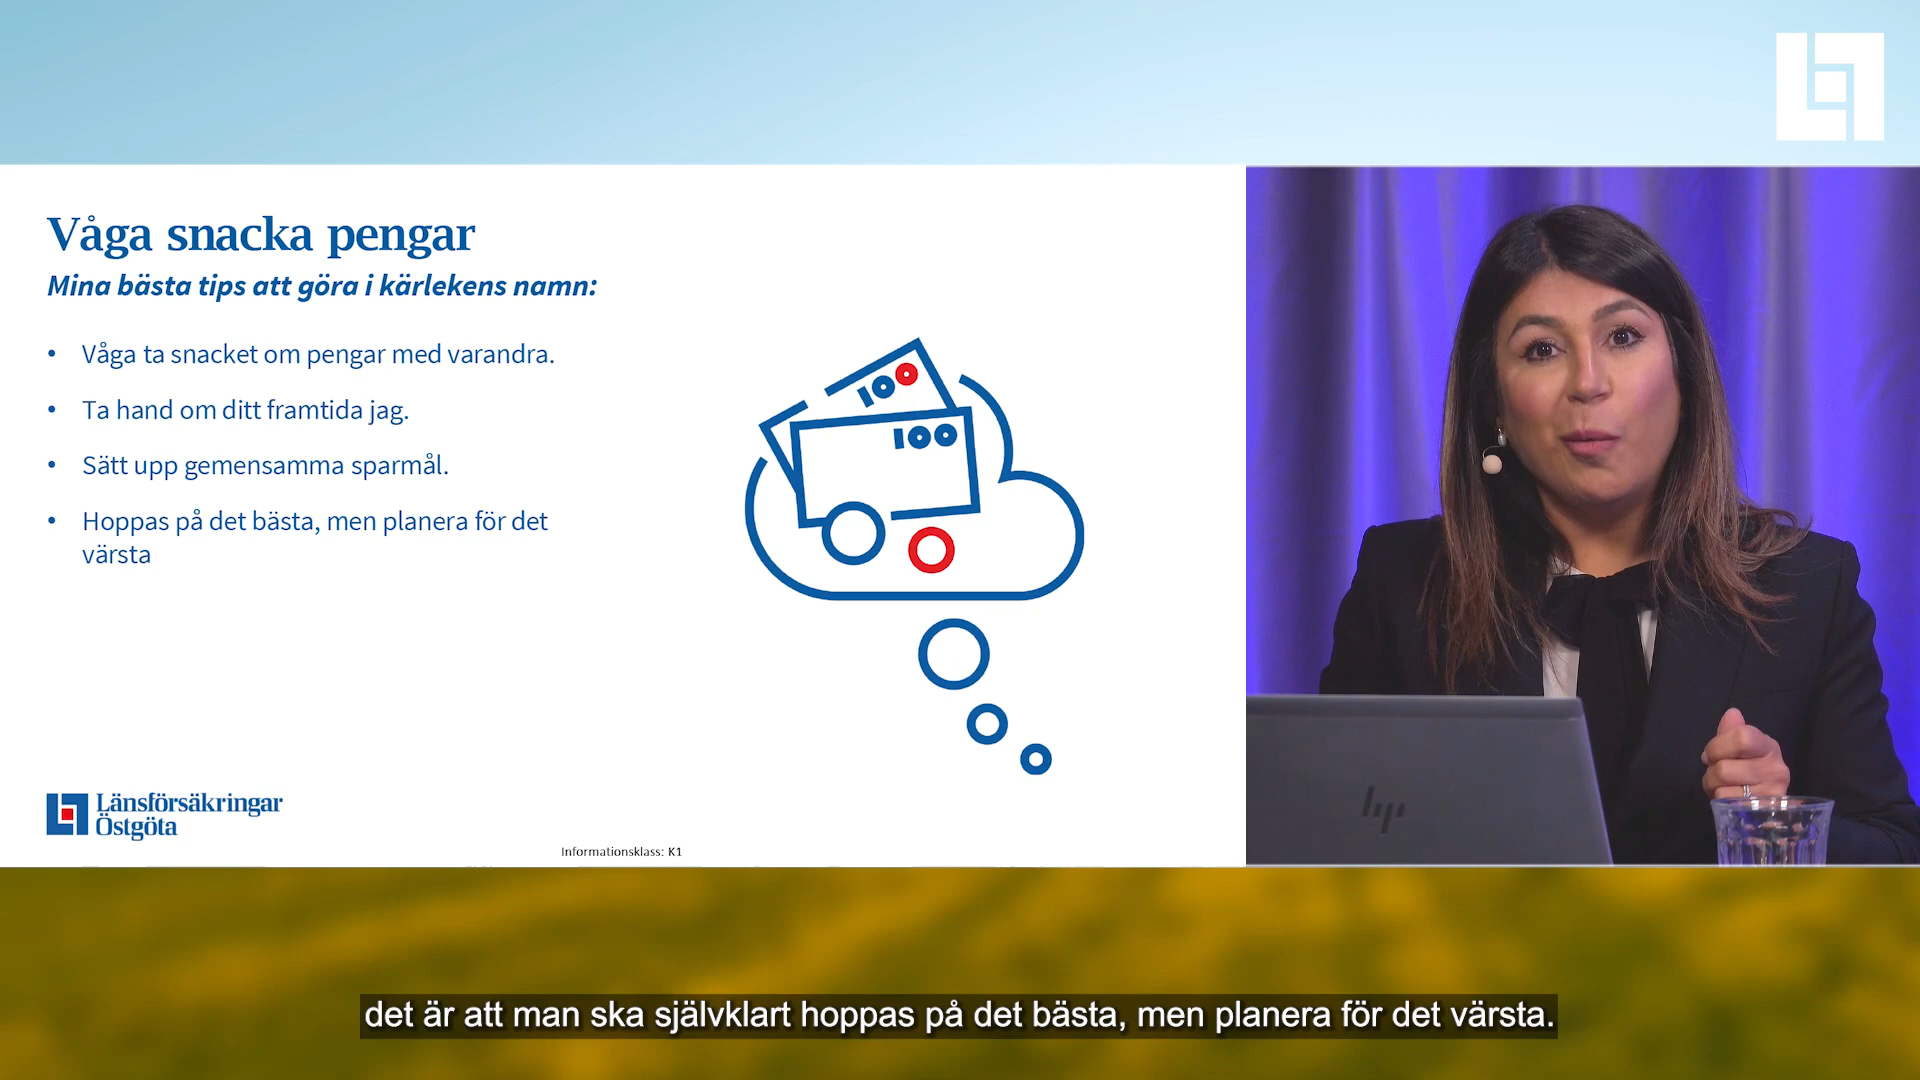 Våga snacka pengar
Mina bästa tips att göra i kärlekens namn:
• Våga ta snacket om pengar med varandra.
• Ta hand om ditt framtida jag.
• Sätt upp gemensamma sparmål.
• Hoppas på det bästa, men planera för det
värsta
100
100
Länsförsäkringar
Östgöta
Informationsklass: K1
hp
det är att man ska självklart hoppas på det bästa, men planera för det värsta.